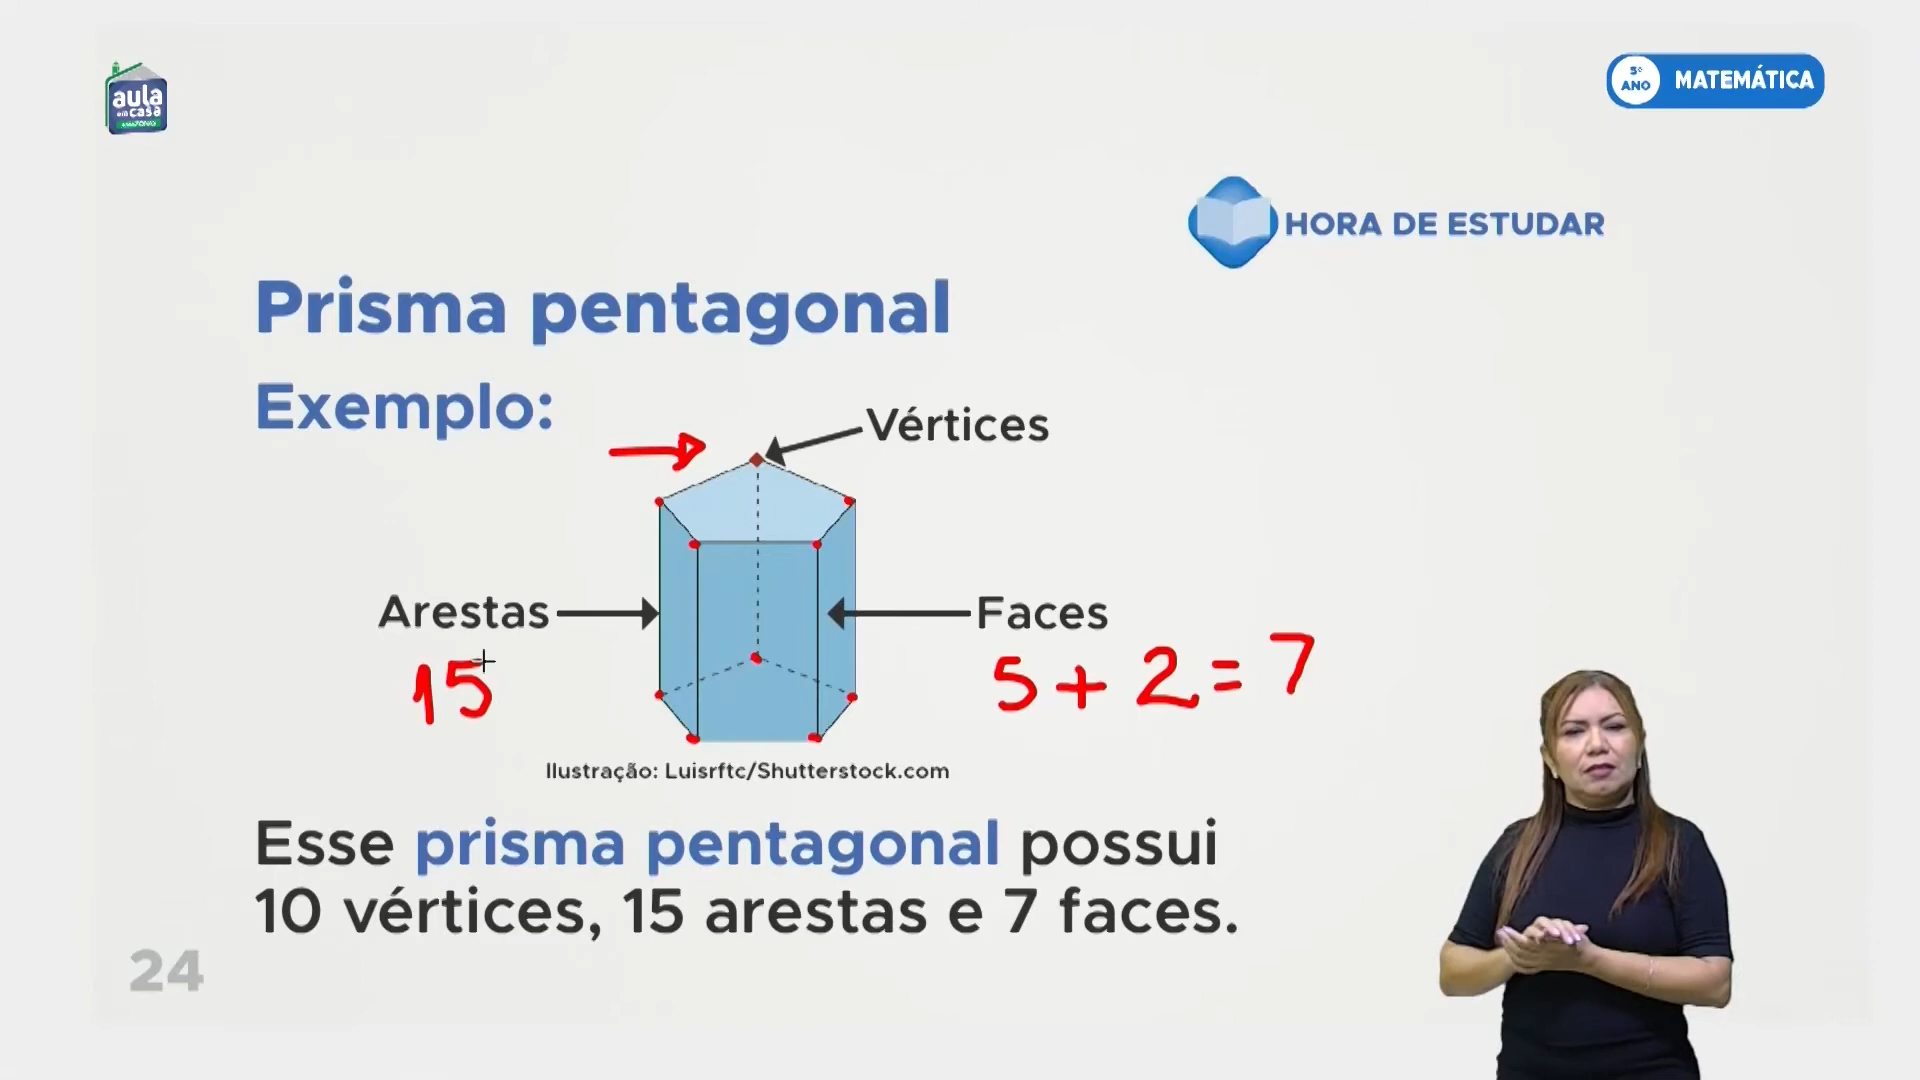 aula
em casa
5º
ANO
MATEMÁTICA
HORA DE ESTUDAR
Prisma pentagonal
Exemplo:
Vértices
Arestas
Faces
15
5 + 2 = 7
Ilustração: Luisrftc/Shutterstock.com
Esse prisma pentagonal possui
10 vértices, 15 arestas e 7 faces.
24